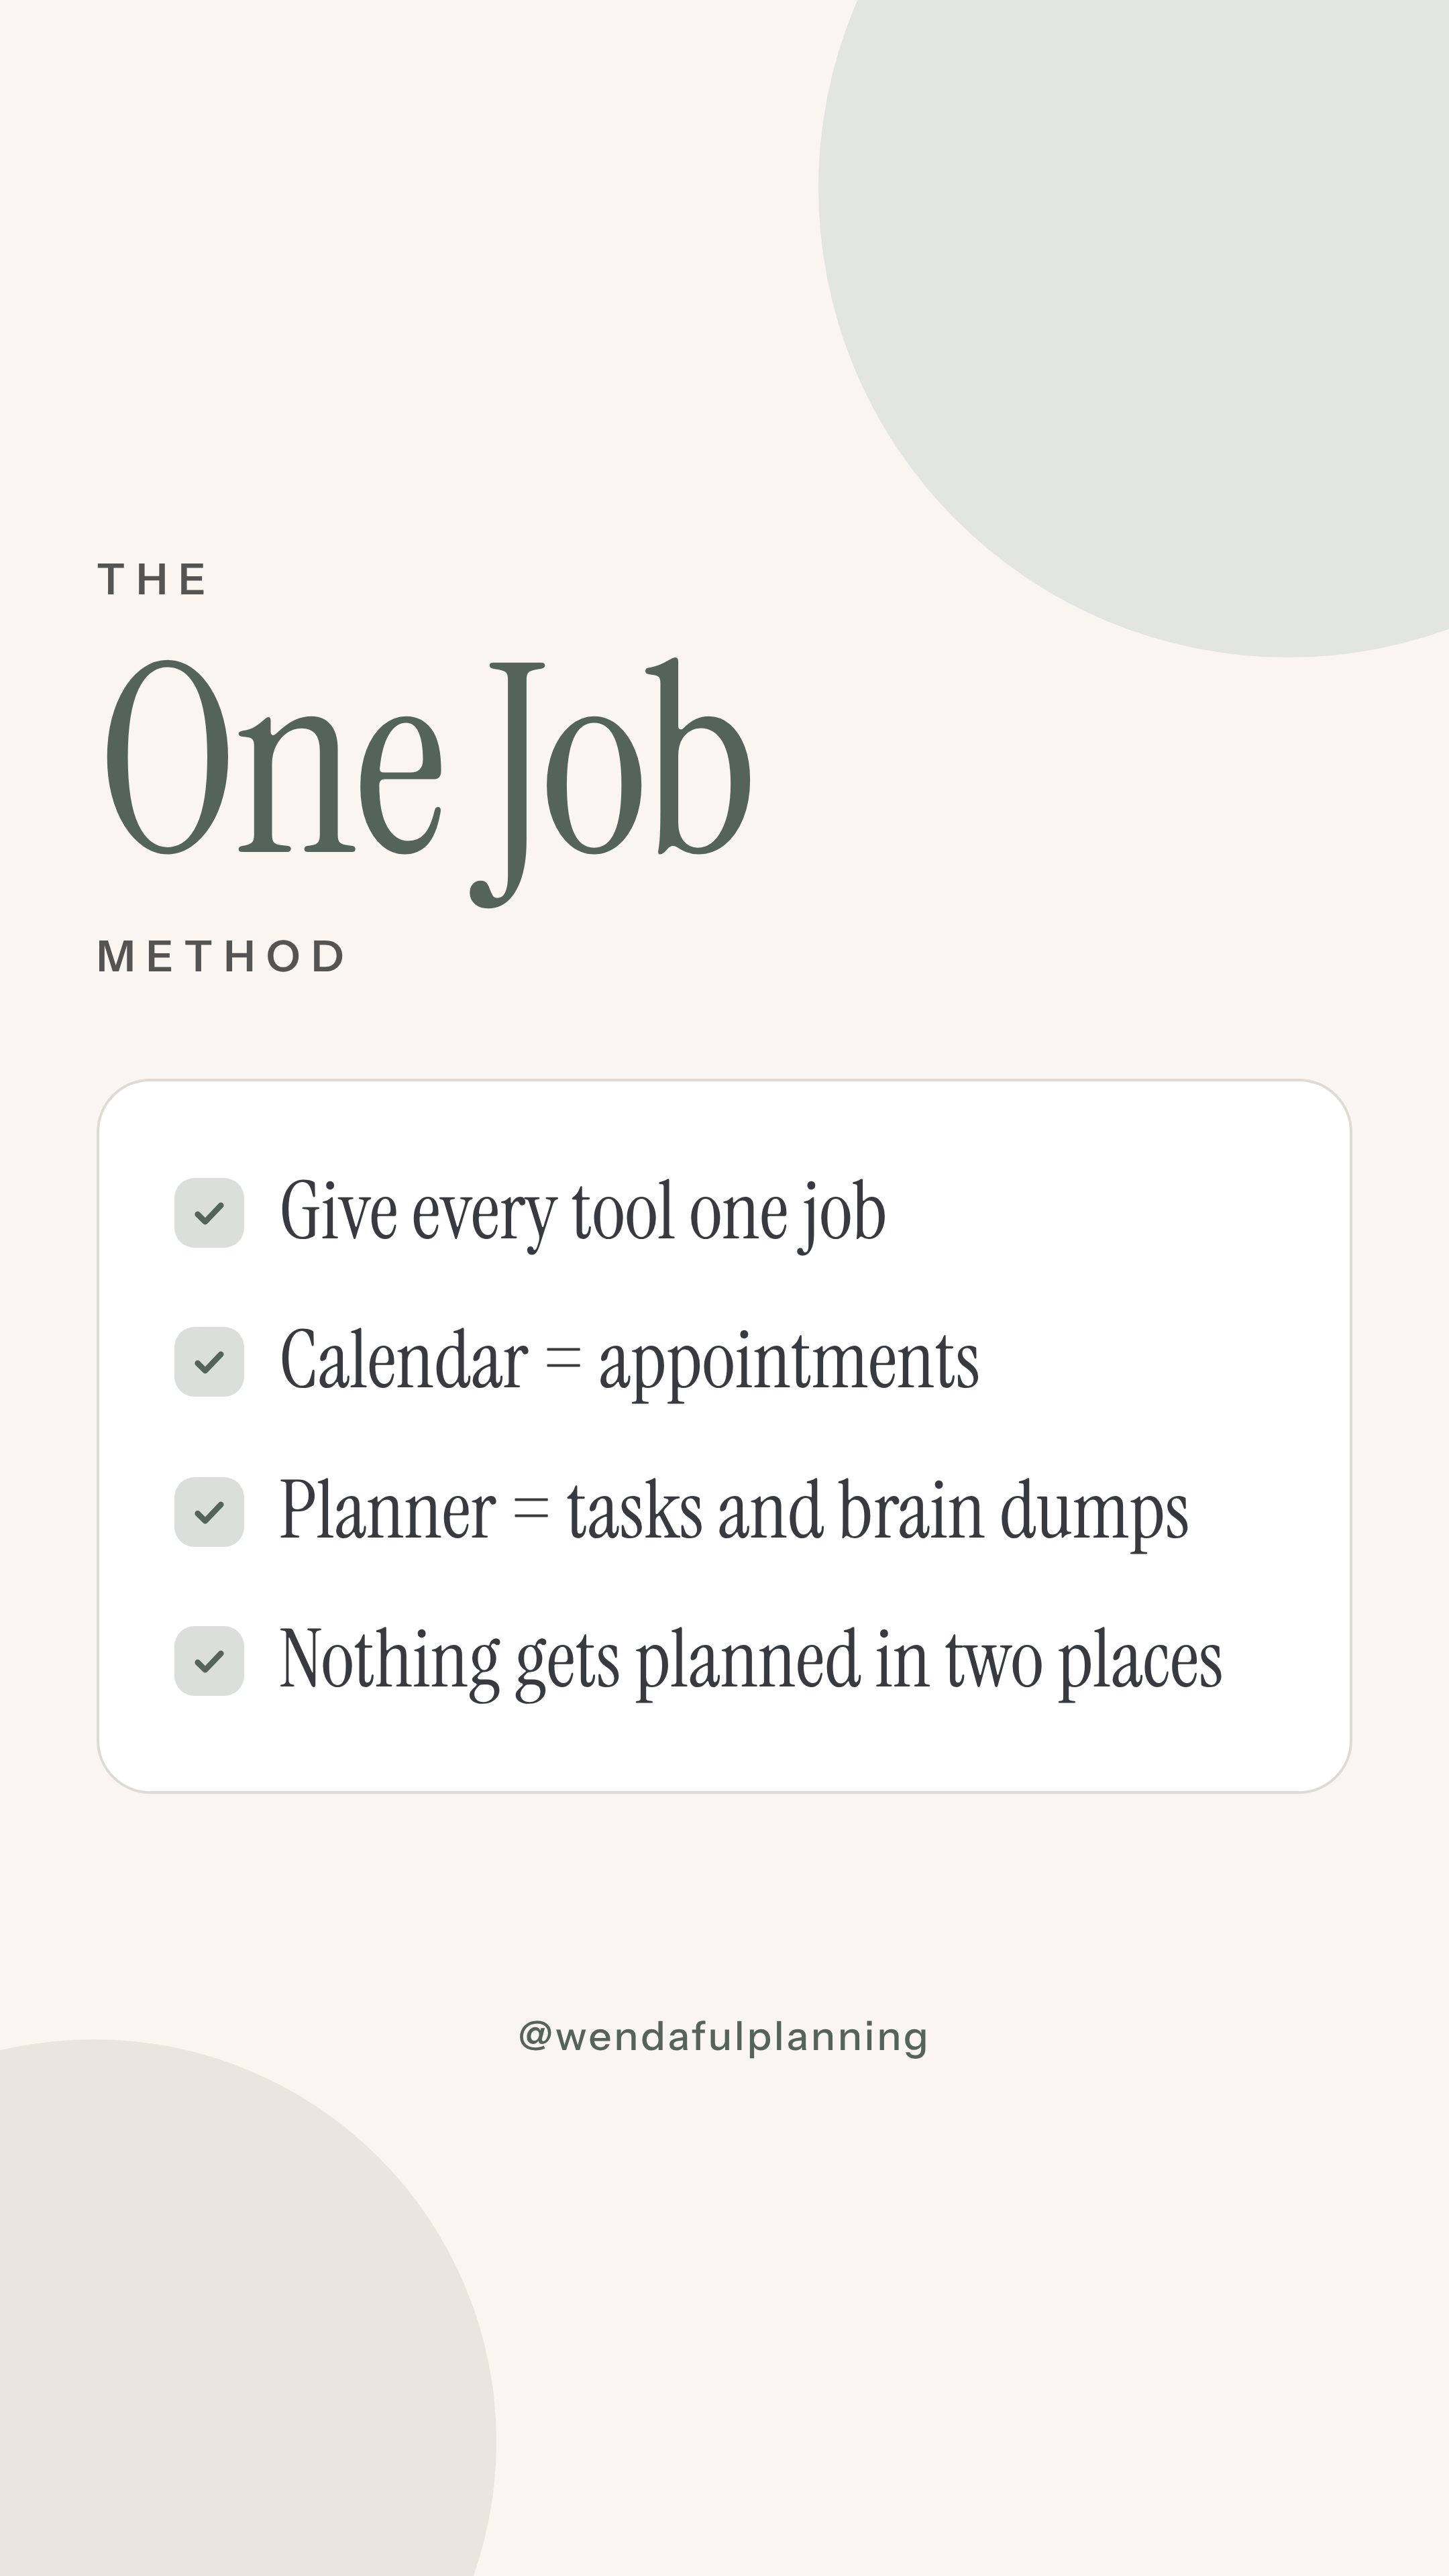 THE
One Job
METHOD
Give every tool one job
Calendar = appointments
Planner = tasks and brain dumps
Nothing gets planned in two places
@wendafulplanning